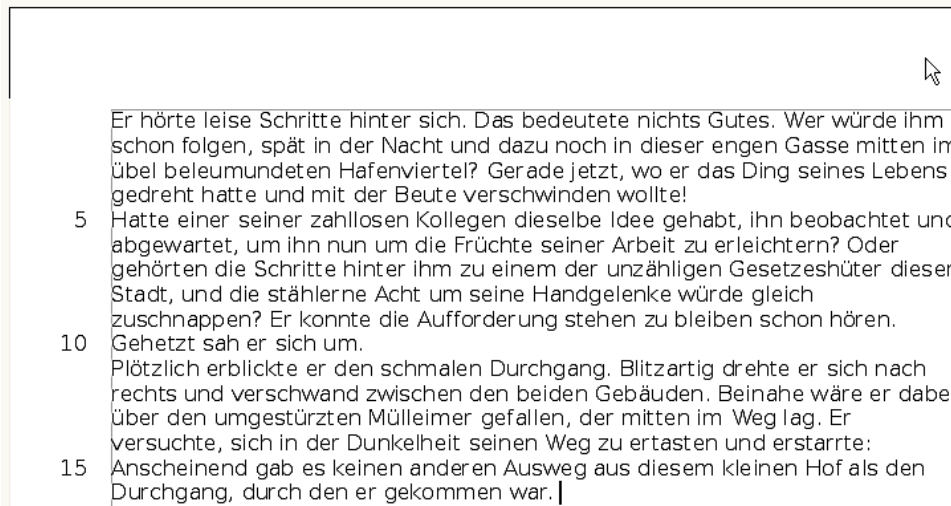 Er hörte leise Schritte hinter sich. Das bedeutete nichts Gutes. Wer würde ihm
schon folgen, spät in der Nacht und dazu noch in dieser engen Gasse mitten im
übel beleumundeten Hafenviertel? Gerade jetzt, wo er das Ding seines Lebens
gedreht hatte und mit der Beute verschwinden wollte!
5 Hatte einer seiner zahllosen Kollegen dieselbe Idee gehabt, ihn beobachtet und
abgewartet, um ihn nun um die Früchte seiner Arbeit zu erleichtern? Oder
gehörten die Schritte hinter ihm zu einem der unzähligen Gesetzeshüter dieser
Stadt, und die stählerne Acht um seine Handgelenke würde gleich
zuschnappen? Er konnte die Aufforderung stehen zu bleiben schon hören.
10 Gehetzt sah er sich um.
Plötzlich erblickte er den schmalen Durchgang. Blitzartig drehte er sich nach
rechts und verschwand zwischen den beiden Gebäuden. Beinahe wäre er dabe
über den umgestürzten Mülleimer gefallen, der mitten im Weg lag. Er
versuchte, sich in der Dunkelheit seinen Weg zu ertasten und erstarrte:
15 Anscheinend gab es keinen anderen Ausweg aus diesem kleinen Hof als den
Durchgang, durch den er gekommen war.